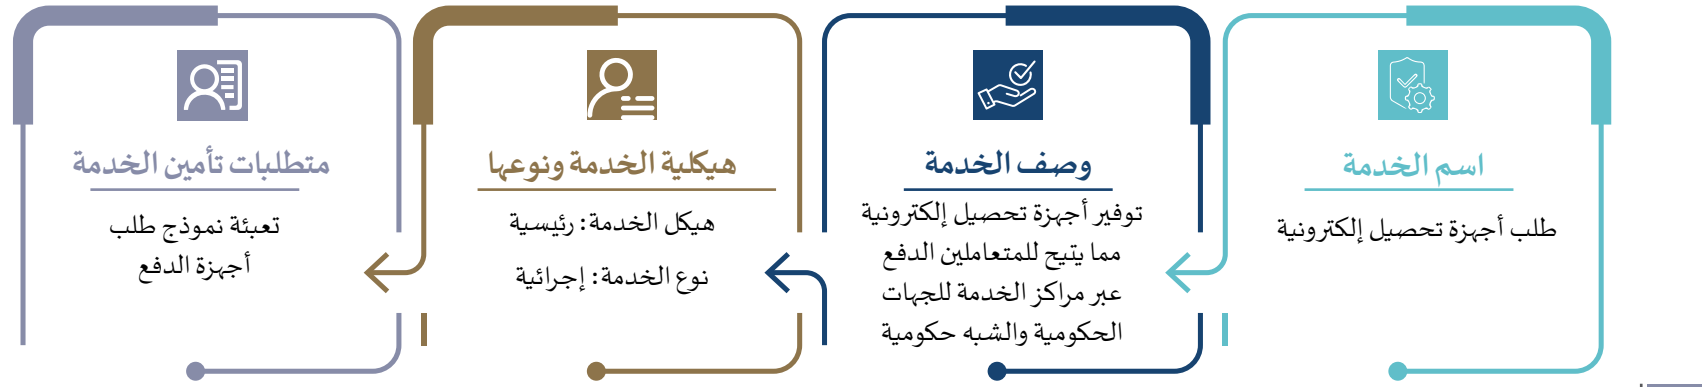 اسم الخدمة
طلب أجهزة تحصيل إلكترونية
وصف الخدمة
توفير أجهزة تحصيل إلكترونية
مما يتيح للمتعاملين الدفع
عبر مراكز الخدمة للجهات
الحكومية والشبه حكومية
هيكلية الخدمة ونوعها
هيكل الخدمة: رئيسية
نوع الخدمة: إجرائية
متطلبات تأمين الخدمة
تعبئة نموذج طلب
أجهزة الدفع